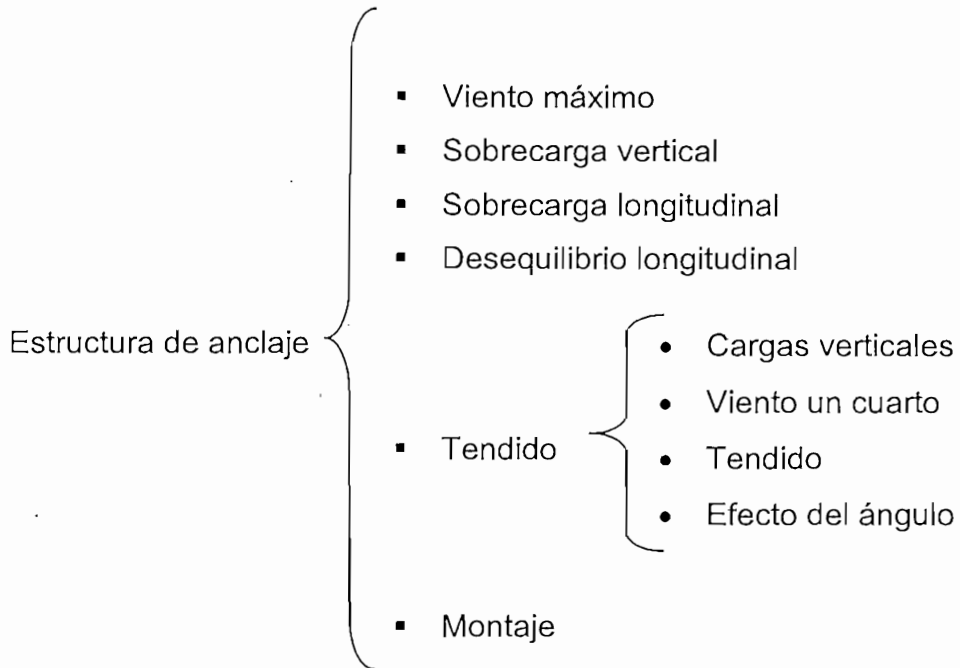 Viento máximo
Sobrecarga vertical
Sobrecarga longitudinal
Desequilibrio longitudinal
Estructura de anclaje
Tendido
Cargas verticales
Viento un cuarto
Tendido
Efecto del ángulo
Montaje